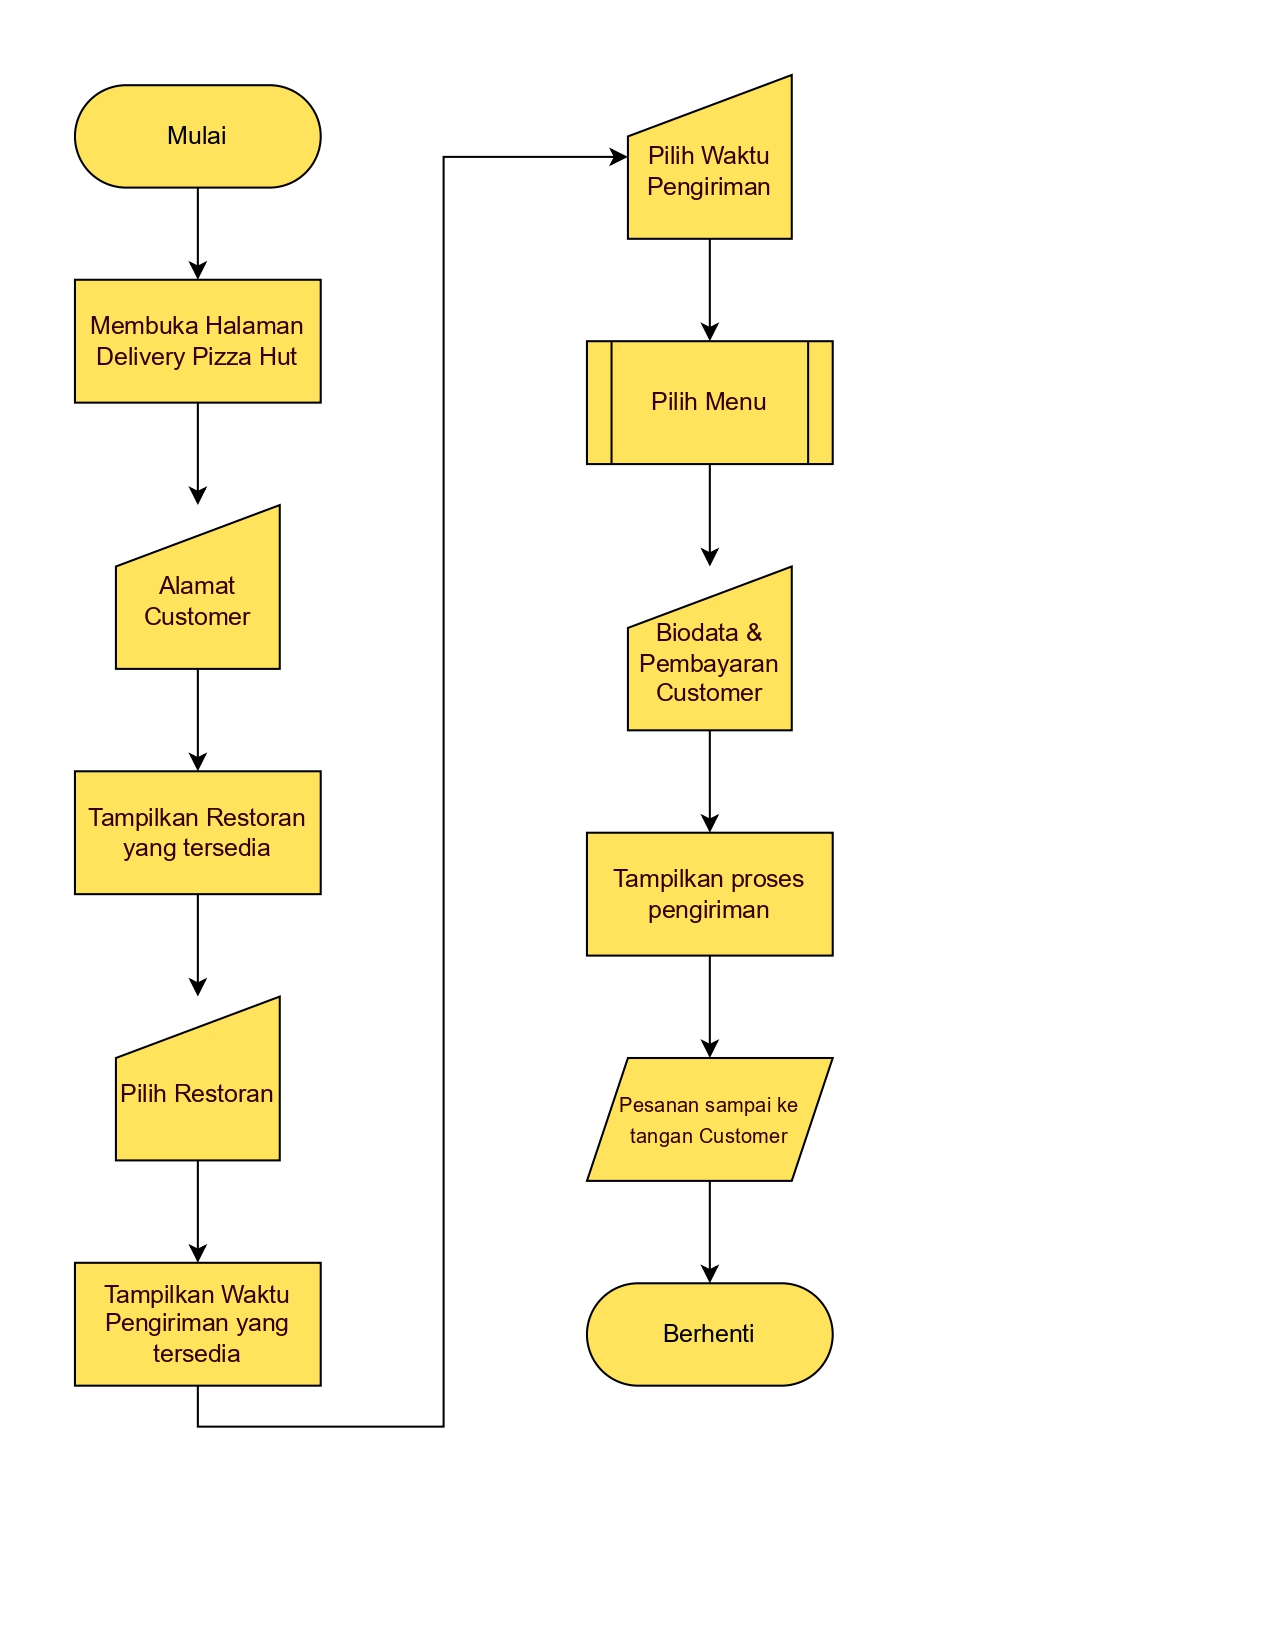 Mulai
Membuka Halaman
Delivery Pizza Hut
Alamat
Customer
Tampilkan Restoran
yang tersedia
Pilih Restoran
Tampilkan Waktu
Pengiriman yang
tersedia
Pilih Waktu
Pengiriman
Pilih Menu
Biodata &
Pembayaran
Customer
Tampilkan proses
pengiriman
Pesanan sampai ke
tangan Customer
Berhenti